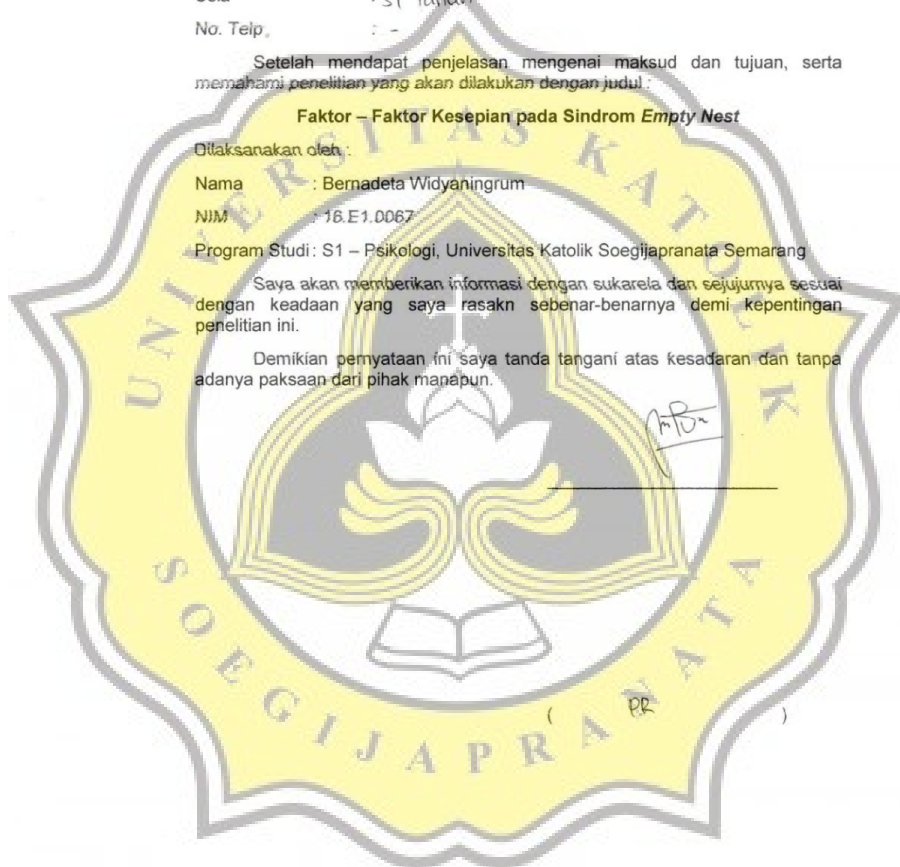 : 51 Tahun
No. Telp. : -
Setelah mendapat penjelasan mengenai maksud dan tujuan, serta
memahami penelitian yang akan dilakukan dengan judul :
Faktor – Faktor Kesepian pada Sindrom Empty Nest
Dilaksanakan oleh :
Nama : Bernadeta Widyaningrum
NIM : 16.E1.0067
Program Studi : S1 – Psikologi, Universitas Katolik Soegijapranata Semarang
Saya akan memberikan informasi dengan sukarela dan sejujurnya sesuai
dengan keadaan yang saya rasakn sebenar-benarnya demi kepentingan
penelitian ini.
Demikian pernyataan ini saya tanda tangani atas kesadaran dan tanpa
adanya paksaan dari pihak manapun.
( PR )
UNIVERSITAS KATOLIK
SOEGIJAPRANATA